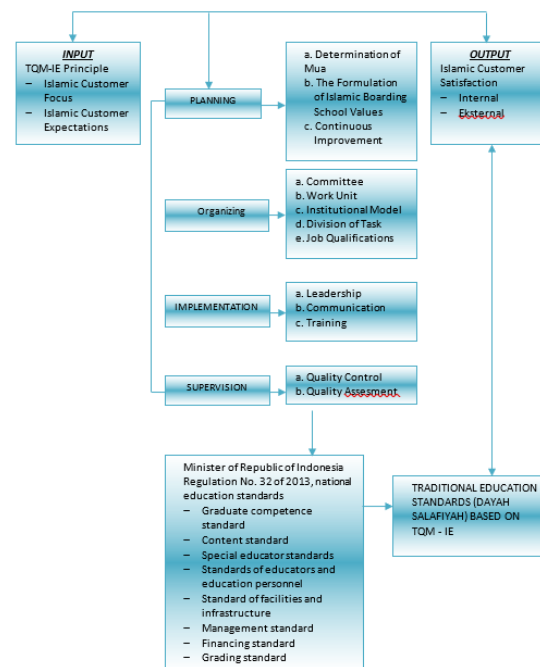 INPUT
TQM-IE Principle
– Islamic Customer
Focus
– Islamic Customer
Expectations
PLANNING
a. Determination of
Mua
b. The Formulation
of Islamic Boarding
School Values
c. Continuous
Improvement
OUTPUT
Islamic Customer
Satisfaction
– Internal
– Eksternal
Organizing
a. Committee
b. Work Unit
c. Institutional Model
d. Division of Task
e. Job Qualifications
IMPLEMENTATION
a. Leadership
b. Communication
c. Training
SUPERVISION
a. Quality Control
b. Quality Assesment
Minister of Republic of Indonesia
Regulation No. 32 of 2013, national
education standards
– Graduate competence
standard
– Content standard
– Special educator standards
– Standards of educators and
education personnel
– Standard of facilities and
infrastructure
– Management standard
– Financing standard
– Grading standard
TRADITIONAL EDUCATION
STANDARDS (DAYAH
SALAFIYAH) BASED ON
TQM - IE